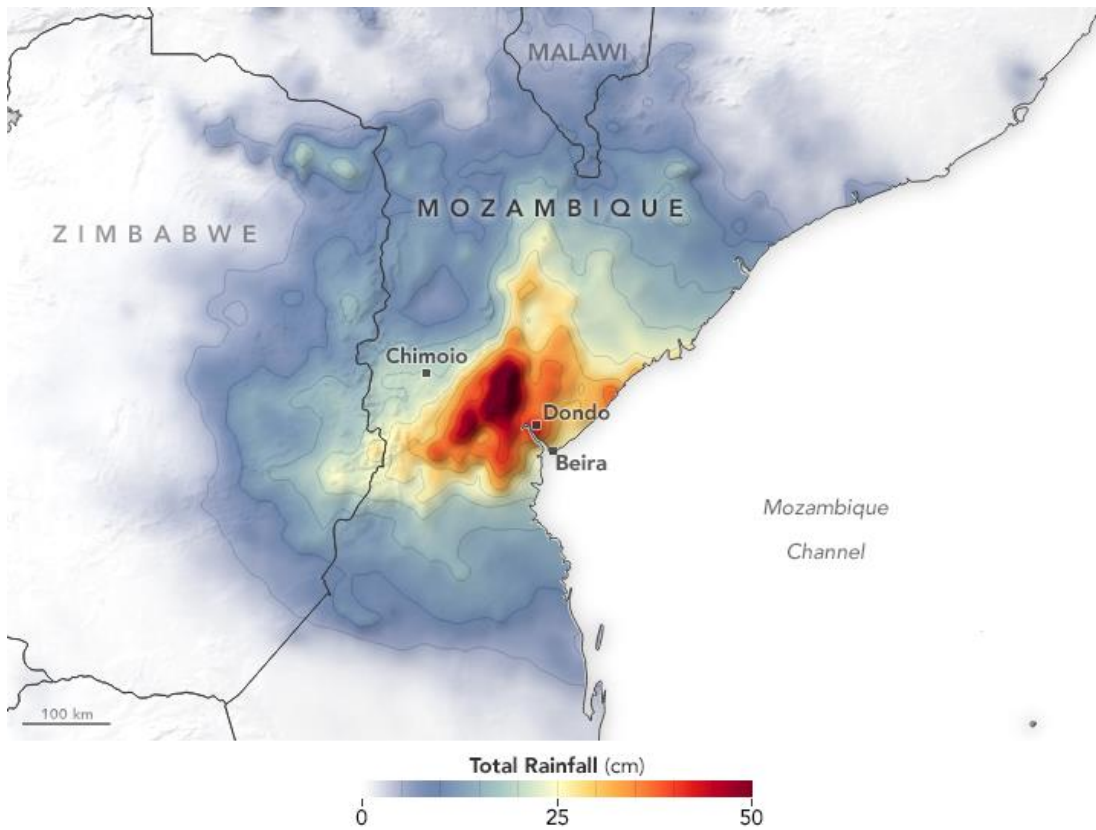 MALAWI
MOZAMBIQUE
ZIMBABWE
Chimoio
Dondo
Beira
Mozambique
Channel
100 km
Total Rainfall (cm)
0 25 50